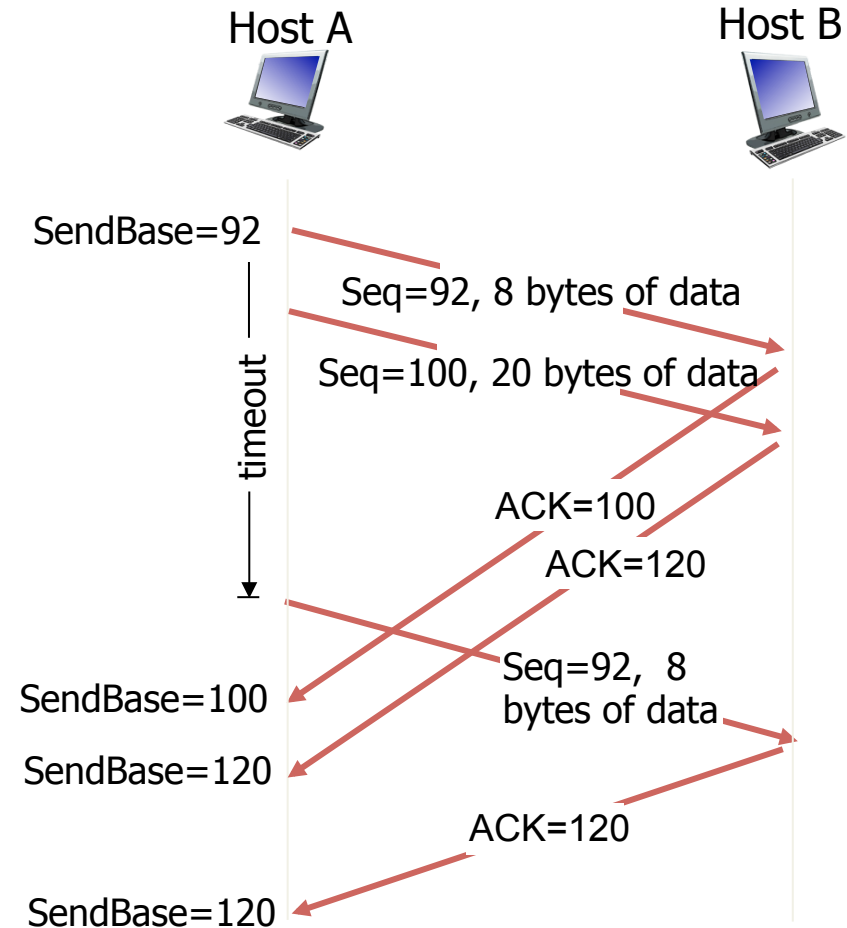 Host A
Host B
SendBase=92
Seq=92, 8 bytes of data
Seq=100, 20 bytes of data
timeout
ACK=100
ACK=120
Seq=92, 8
bytes of data
SendBase=100
SendBase=120
ACK=120
SendBase=120